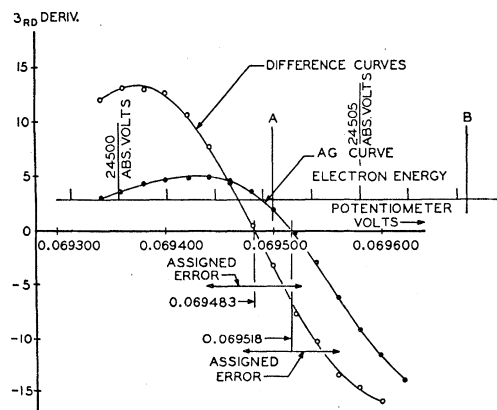 3RD DERIV.
15
10
5
0
-5
-10
-15
DIFFERENCE CURVES
24500
ABS. VOLTS
A
24505
ABS. VOLTS
B
AG CURVE
ELECTRON ENERGY
POTENTIOMETER
VOLTS
0.069300
0.069400
0.069500
0.069600
ASSIGNED
ERROR
0.069483
0.069518
ASSIGNED
ERROR